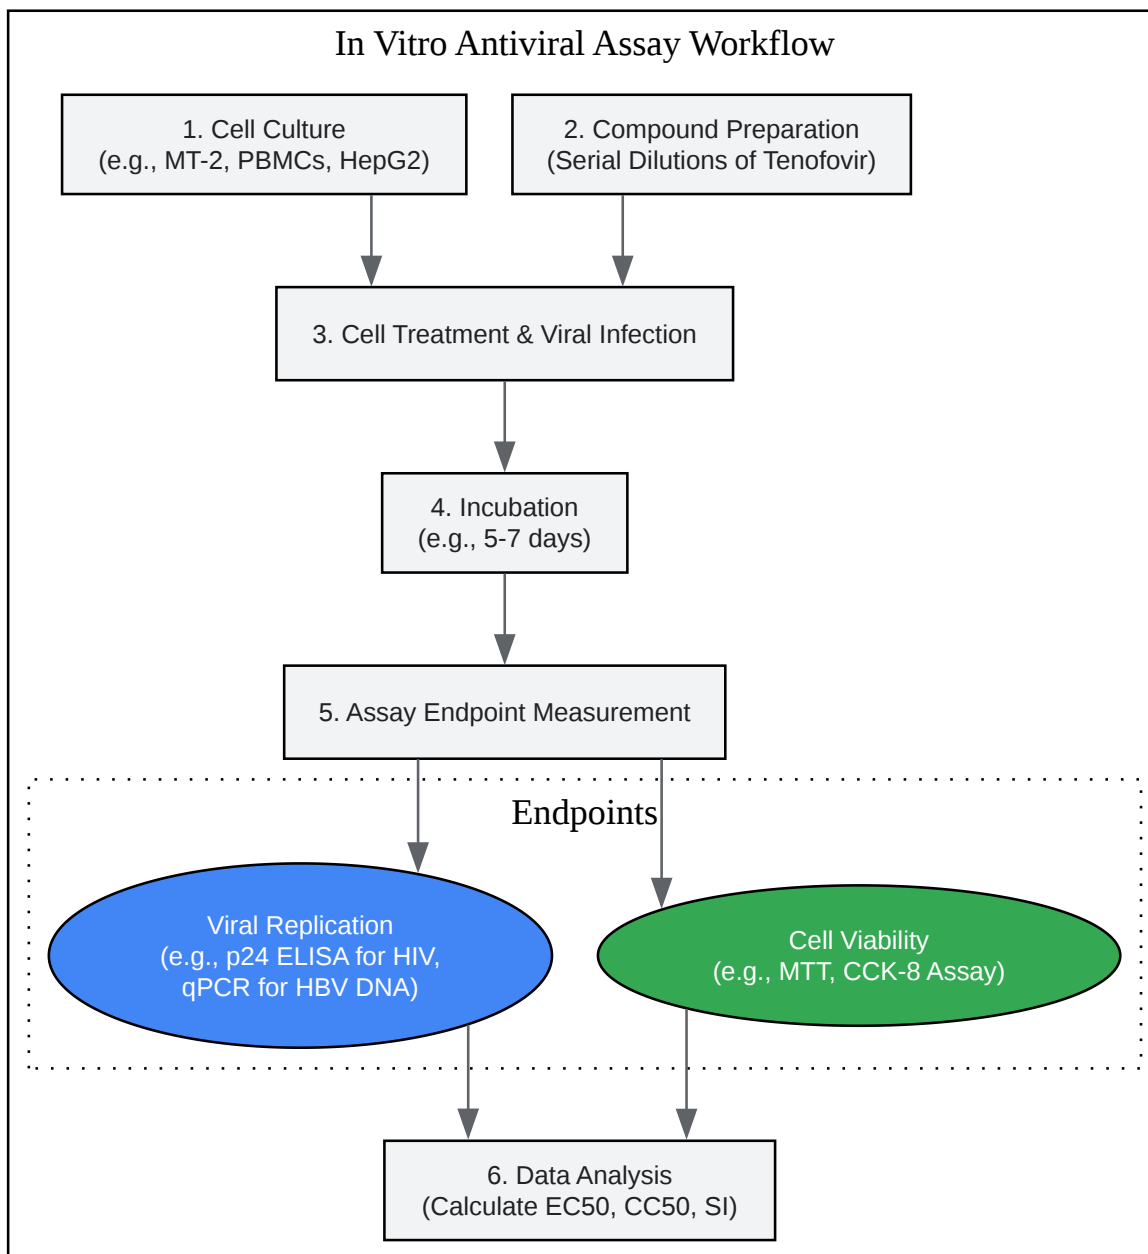 In Vitro Antiviral Assay Workflow
1. Cell Culture
(e.g., MT-2, PBMCs, HepG2)
2. Compound Preparation
(Serial Dilutions of Tenofovir)
3. Cell Treatment & Viral Infection
4. Incubation
(e.g., 5-7 days)
5. Assay Endpoint Measurement
Endpoints
Viral Replication
(e.g., p24 ELISA for HIV,
qPCR for HBV DNA)
Cell Viability
(e.g., MTT, CCK-8 Assay)
6. Data Analysis
(Calculate EC50, CC50, SI)